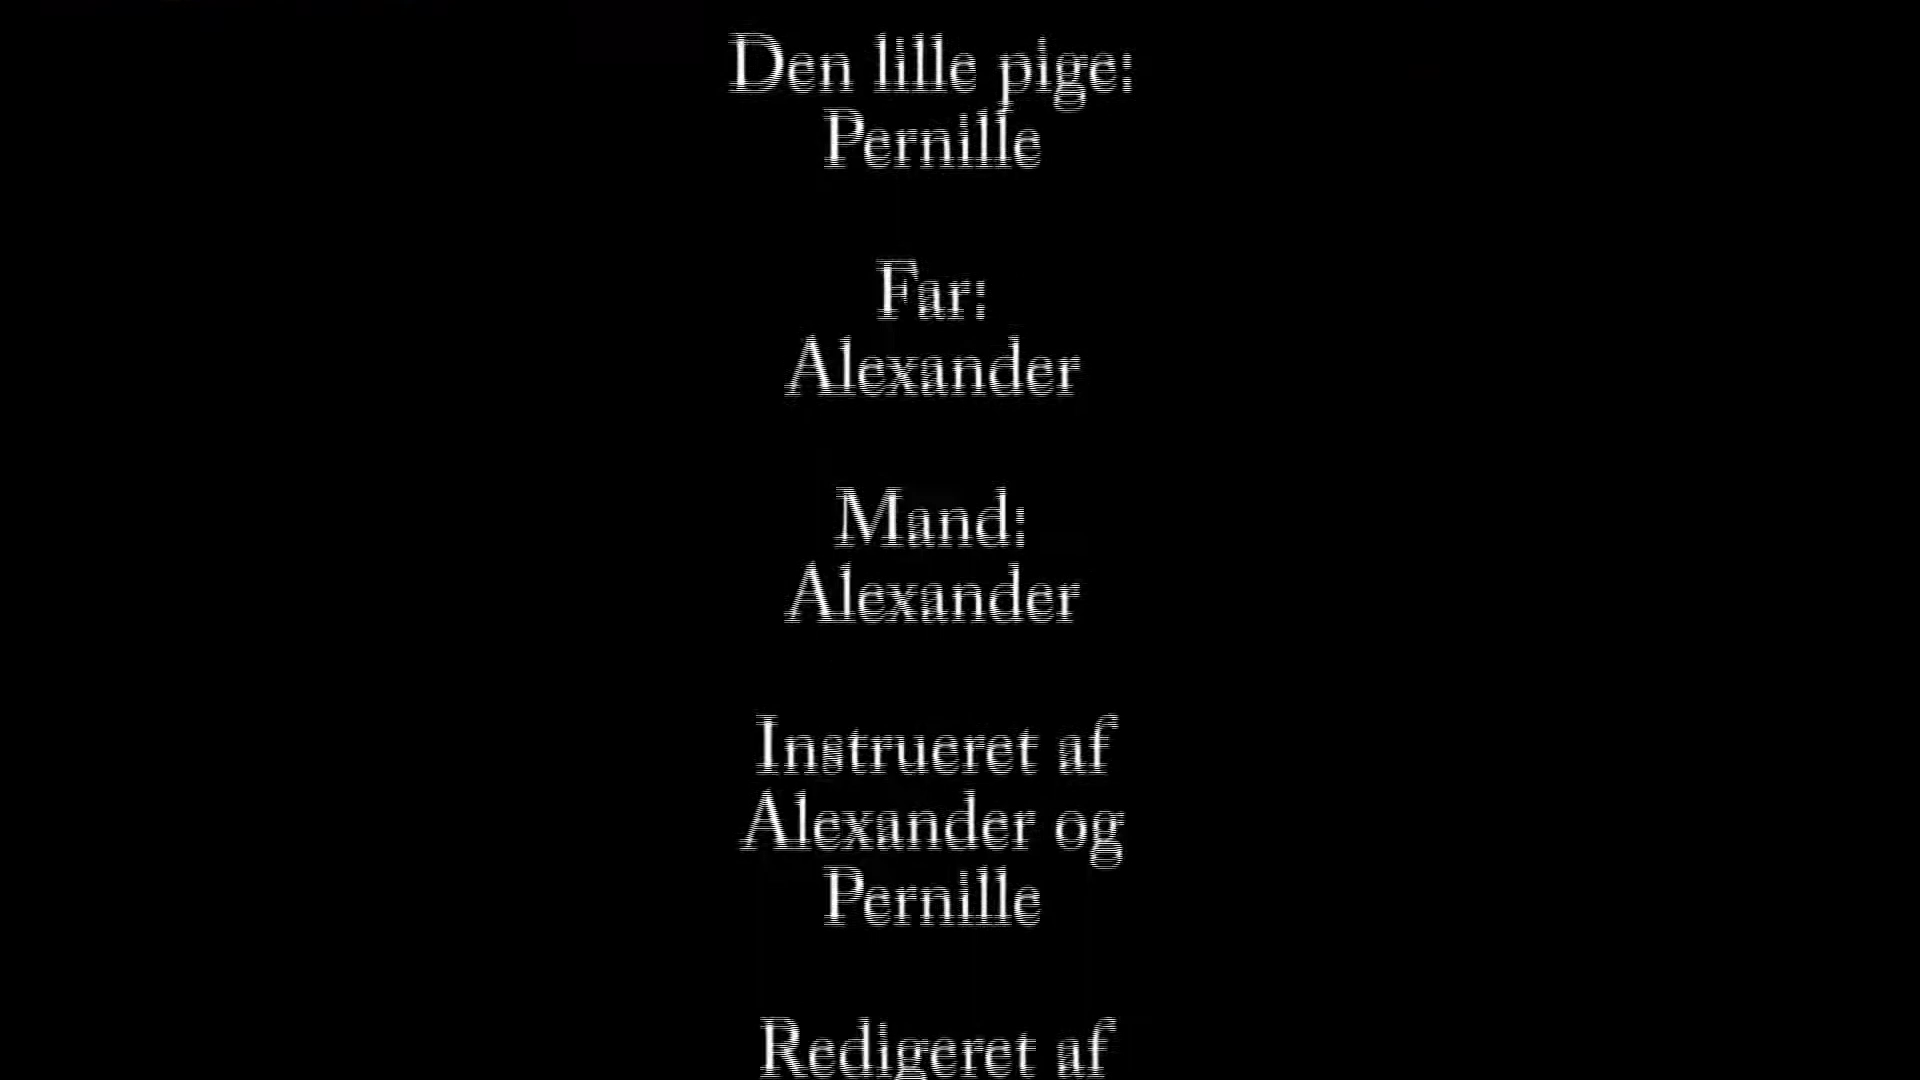 Den lille pige:
Pernille
Far:
Alexander
Mand:
Alexander
Instrueret af
Alexander og
Pernille
Redigeret af